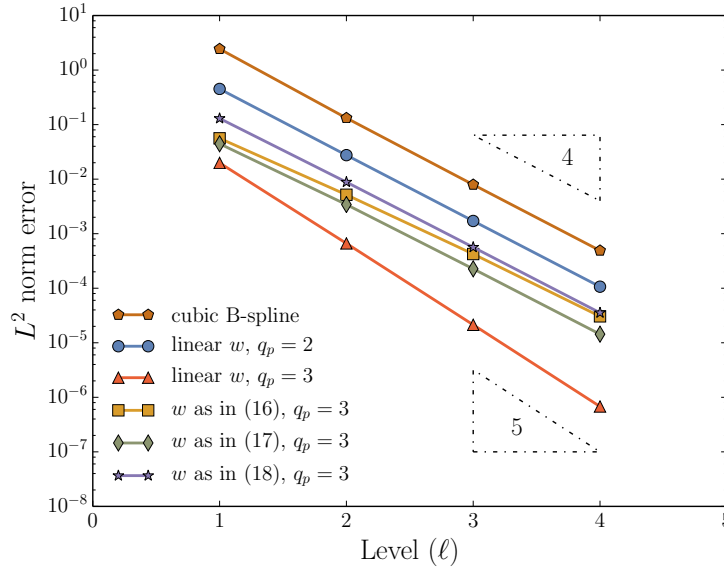 10^1
10^0
10^{-1}
10^{-2}
10^{-3}
10^{-4}
10^{-5}
10^{-6}
10^{-7}
10^{-8}
L^2 norm error
4
5
cubic B-spline
linear w, q_p = 2
linear w, q_p = 3
w as in (16), q_p = 3
w as in (17), q_p = 3
w as in (18), q_p = 3
0 1 2 3 4 5
Level (ℓ)